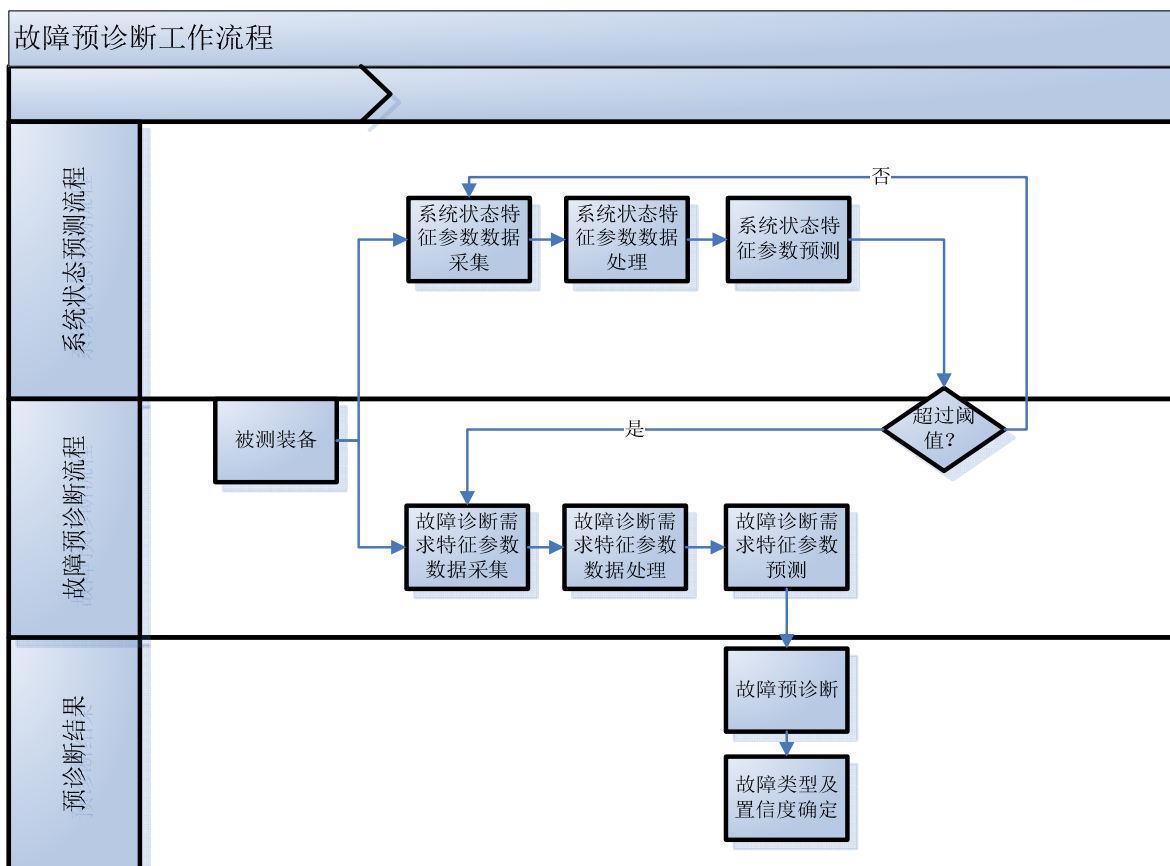 故障预诊断工作流程
系统状态预测流程
否
系统状态特
征参数数据
采集
系统状态特
征参数数据
处理
系统状态特
征参数预测
故障预诊断流程
被测装备
是
超过阈
值？
故障诊断需
求特征参数
数据采集
故障诊断需
求特征参数
数据处理
故障诊断需
求特征参数
预测
预诊断结果
故障预诊断
故障类型及
置信度确定